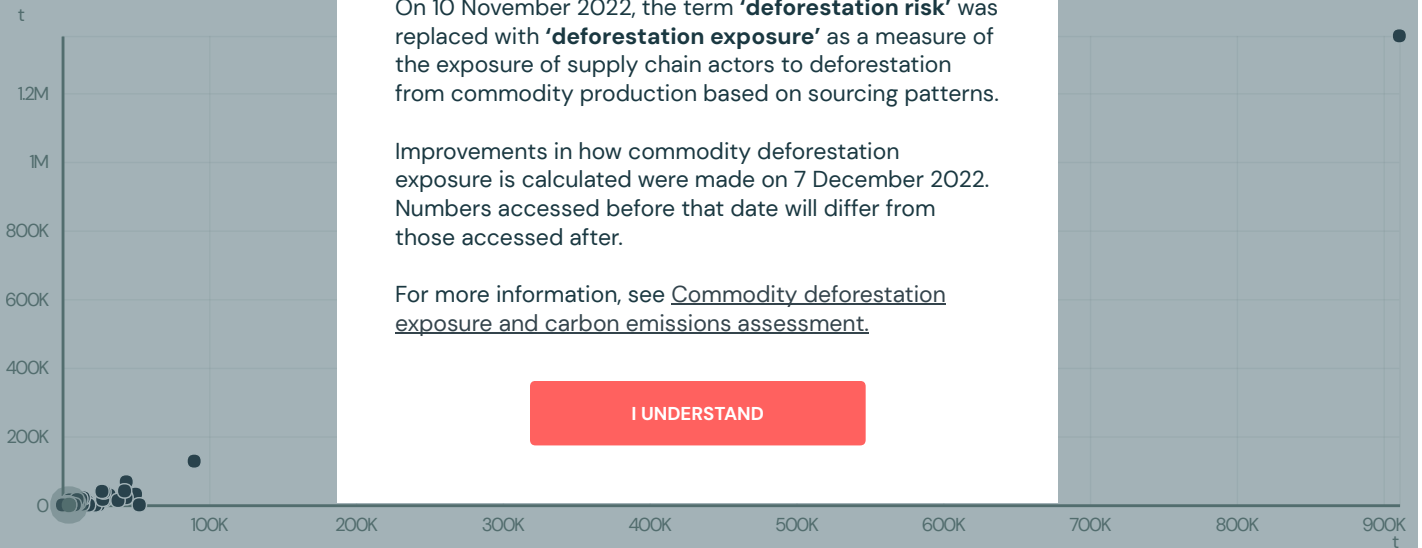 t
On 10 November 2022, the term ‘deforestation risk’ was
replaced with ‘deforestation exposure’ as a measure of
the exposure of supply chain actors to deforestation
from commodity production based on sourcing patterns.
Improvements in how commodity deforestation
exposure is calculated were made on 7 December 2022.
Numbers accessed before that date will differ from
those accessed after.
For more information, see Commodity deforestation
exposure and carbon emissions assessment.
I UNDERSTAND
1.2M
1M
800K
600K
400K
200K
0
100K 200K 300K 400K 500K 600K 700K 800K 900K
t